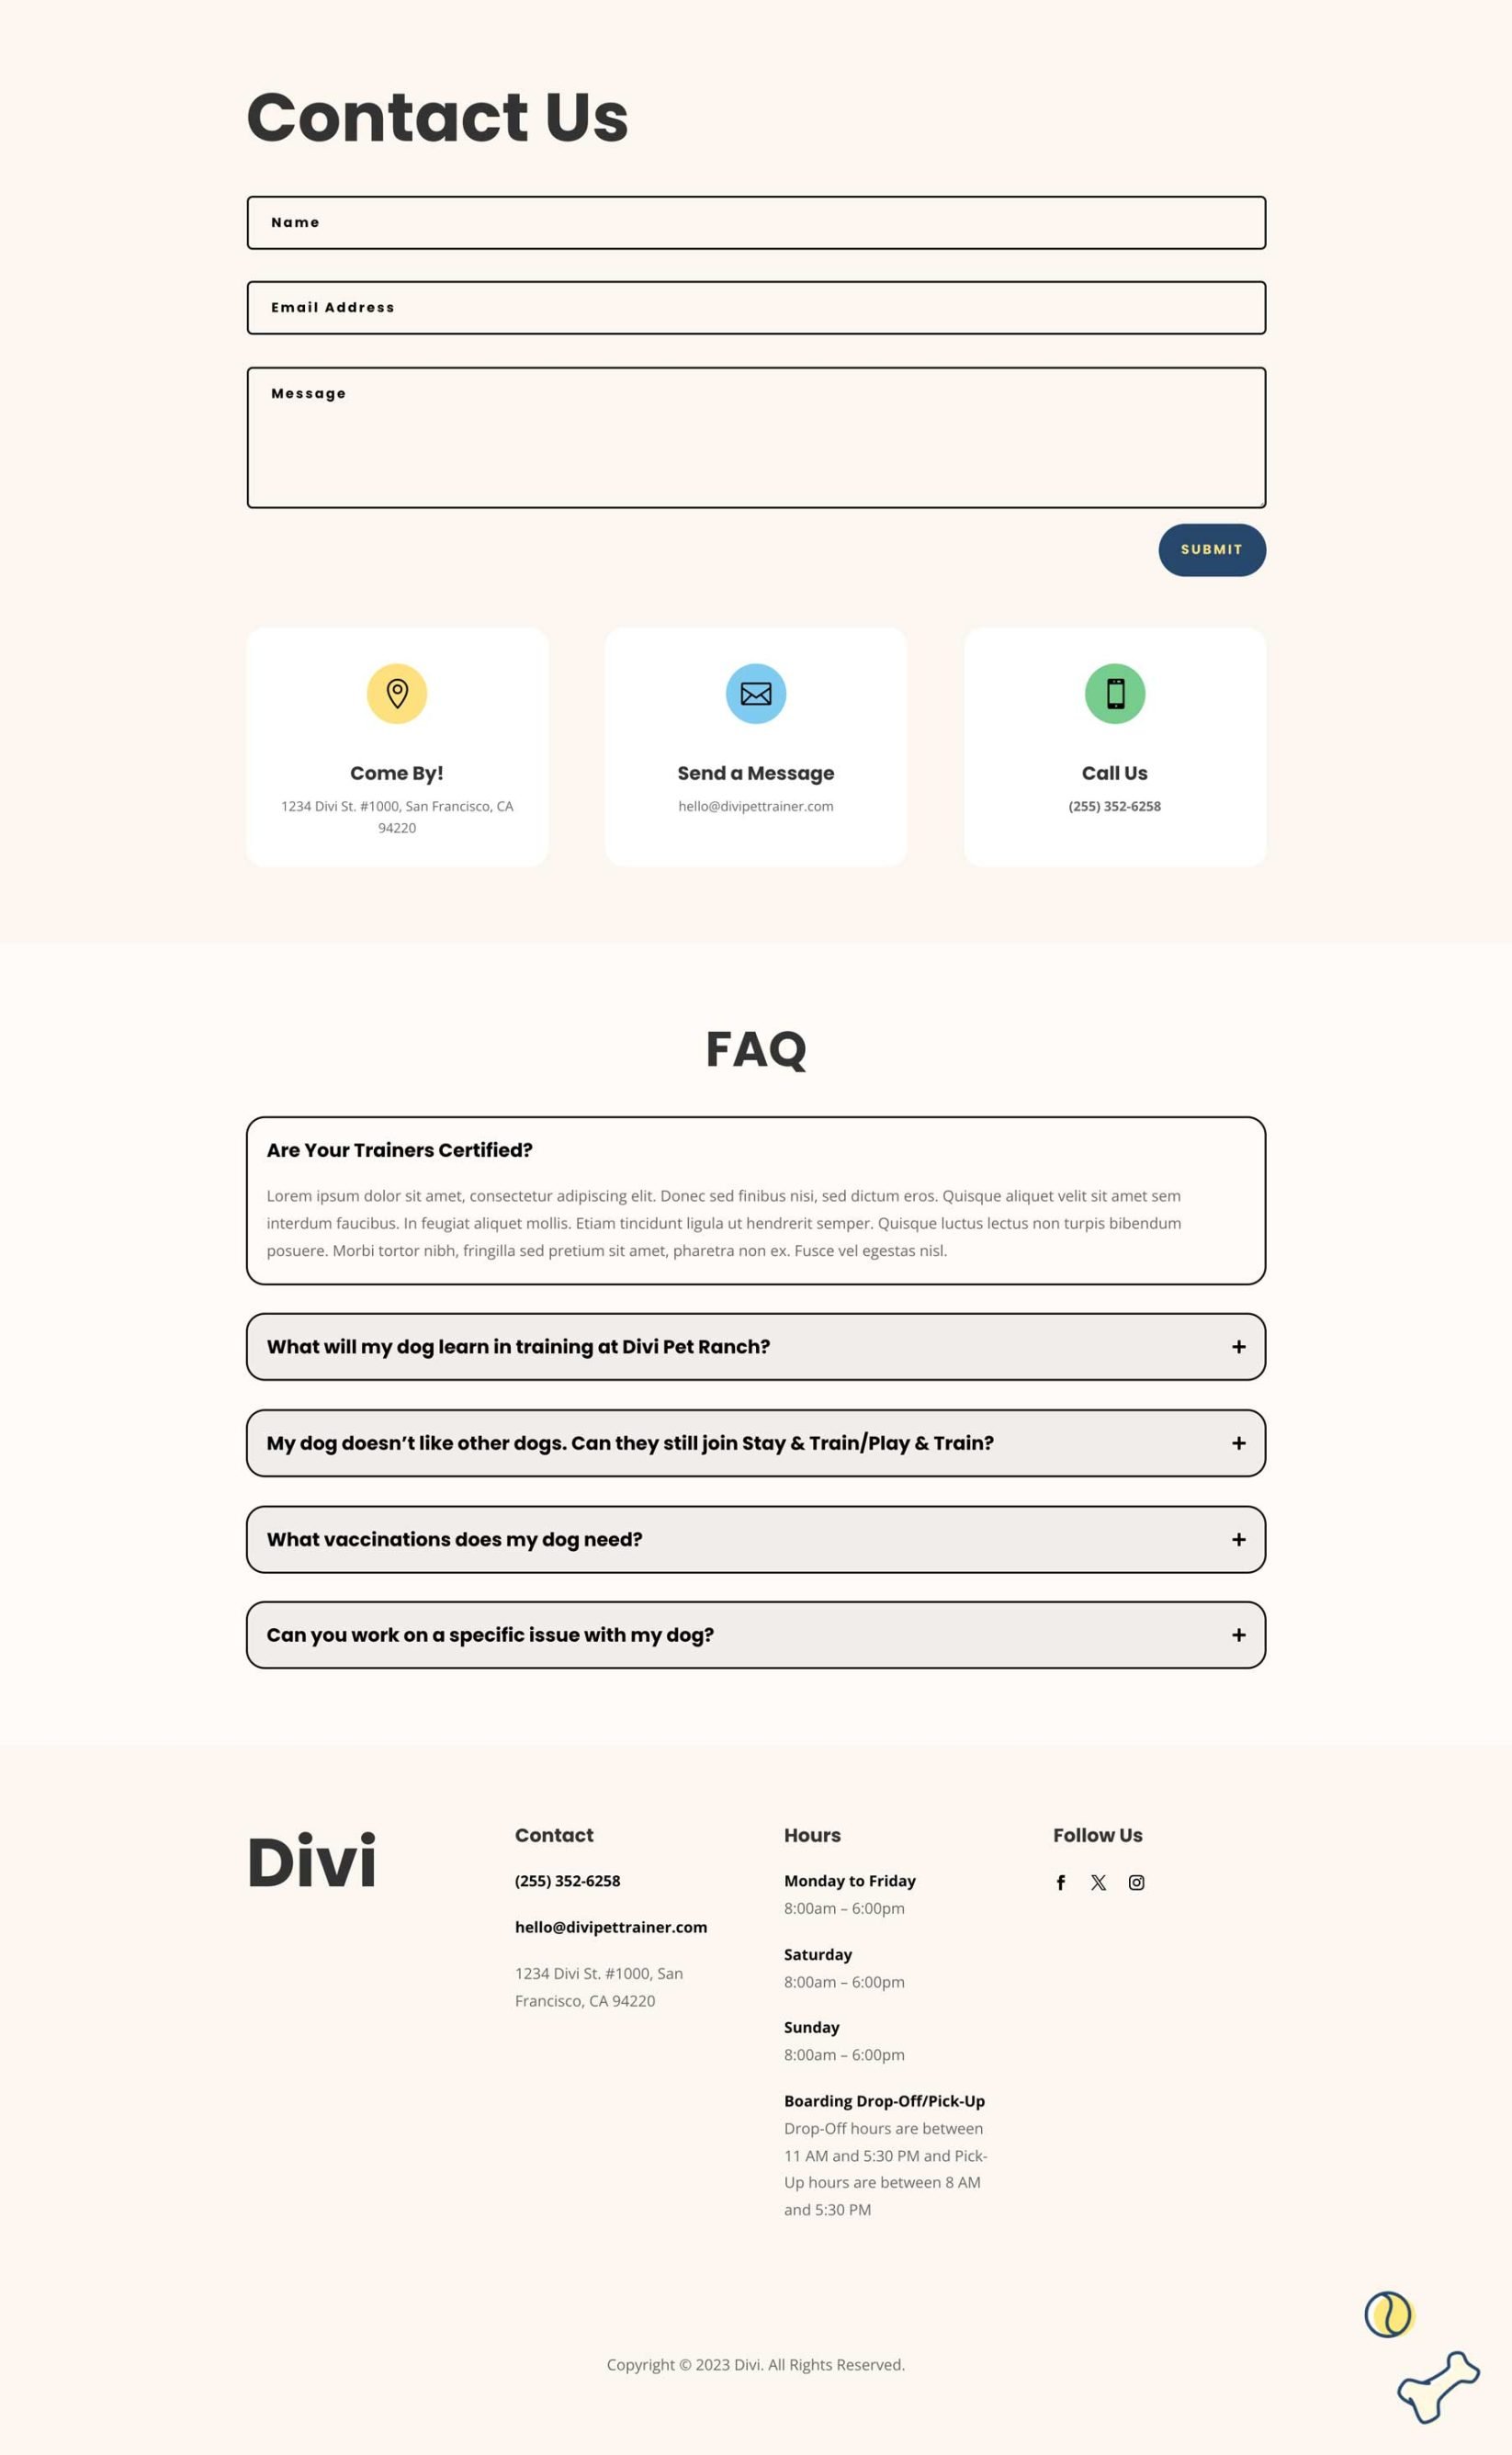 Contact Us
Name
Email Address
Message
SUBMIT
Come By!
1234 Divi St. #1000, San Francisco, CA
94220
Send a Message
hello@divipettrainer.com
Call Us
(255) 352-6258
FAQ
Are Your Trainers Certified?
Lorem ipsum dolor sit amet, consectetur adipiscing elit. Donec sed finibus nisi, sed dictum eros. Quisque aliquet velit sit amet sem
interdum faucibus. In feugiat aliquet mollis. Etiam tincidunt ligula ut hendrerit semper. Quisque luctus lectus non turpis bibendum
posuere. Morbi tortor nibh, fringilla sed pretium sit amet, pharetra non ex. Fusce vel egestas nisl.
What will my dog learn in training at Divi Pet Ranch?
My dog doesn’t like other dogs. Can they still join Stay & Train/Play & Train?
What vaccinations does my dog need?
Can you work on a specific issue with my dog?
Divi
Contact
(255) 352-6258
hello@divipettrainer.com
1234 Divi St. #1000, San
Francisco, CA 94220
Hours
Monday to Friday
8:00am – 6:00pm
Saturday
8:00am – 6:00pm
Sunday
8:00am – 6:00pm
Boarding Drop-Off/Pick-Up
Drop-Off hours are between
11 AM and 5:30 PM and Pick-
Up hours are between 8 AM
and 5:30 PM
Follow Us
Copyright © 2023 Divi. All Rights Reserved.